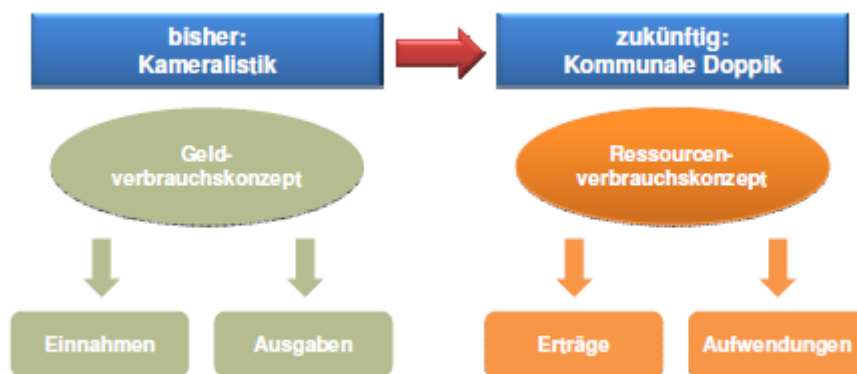 bisher:
Kameralistik
zukünftig:
Kommunale Doppik
Geld-
verbrauchskonzept
Ressourcen-
verbrauchskonzept
Einnahmen
Ausgaben
Erträge
Aufwendungen